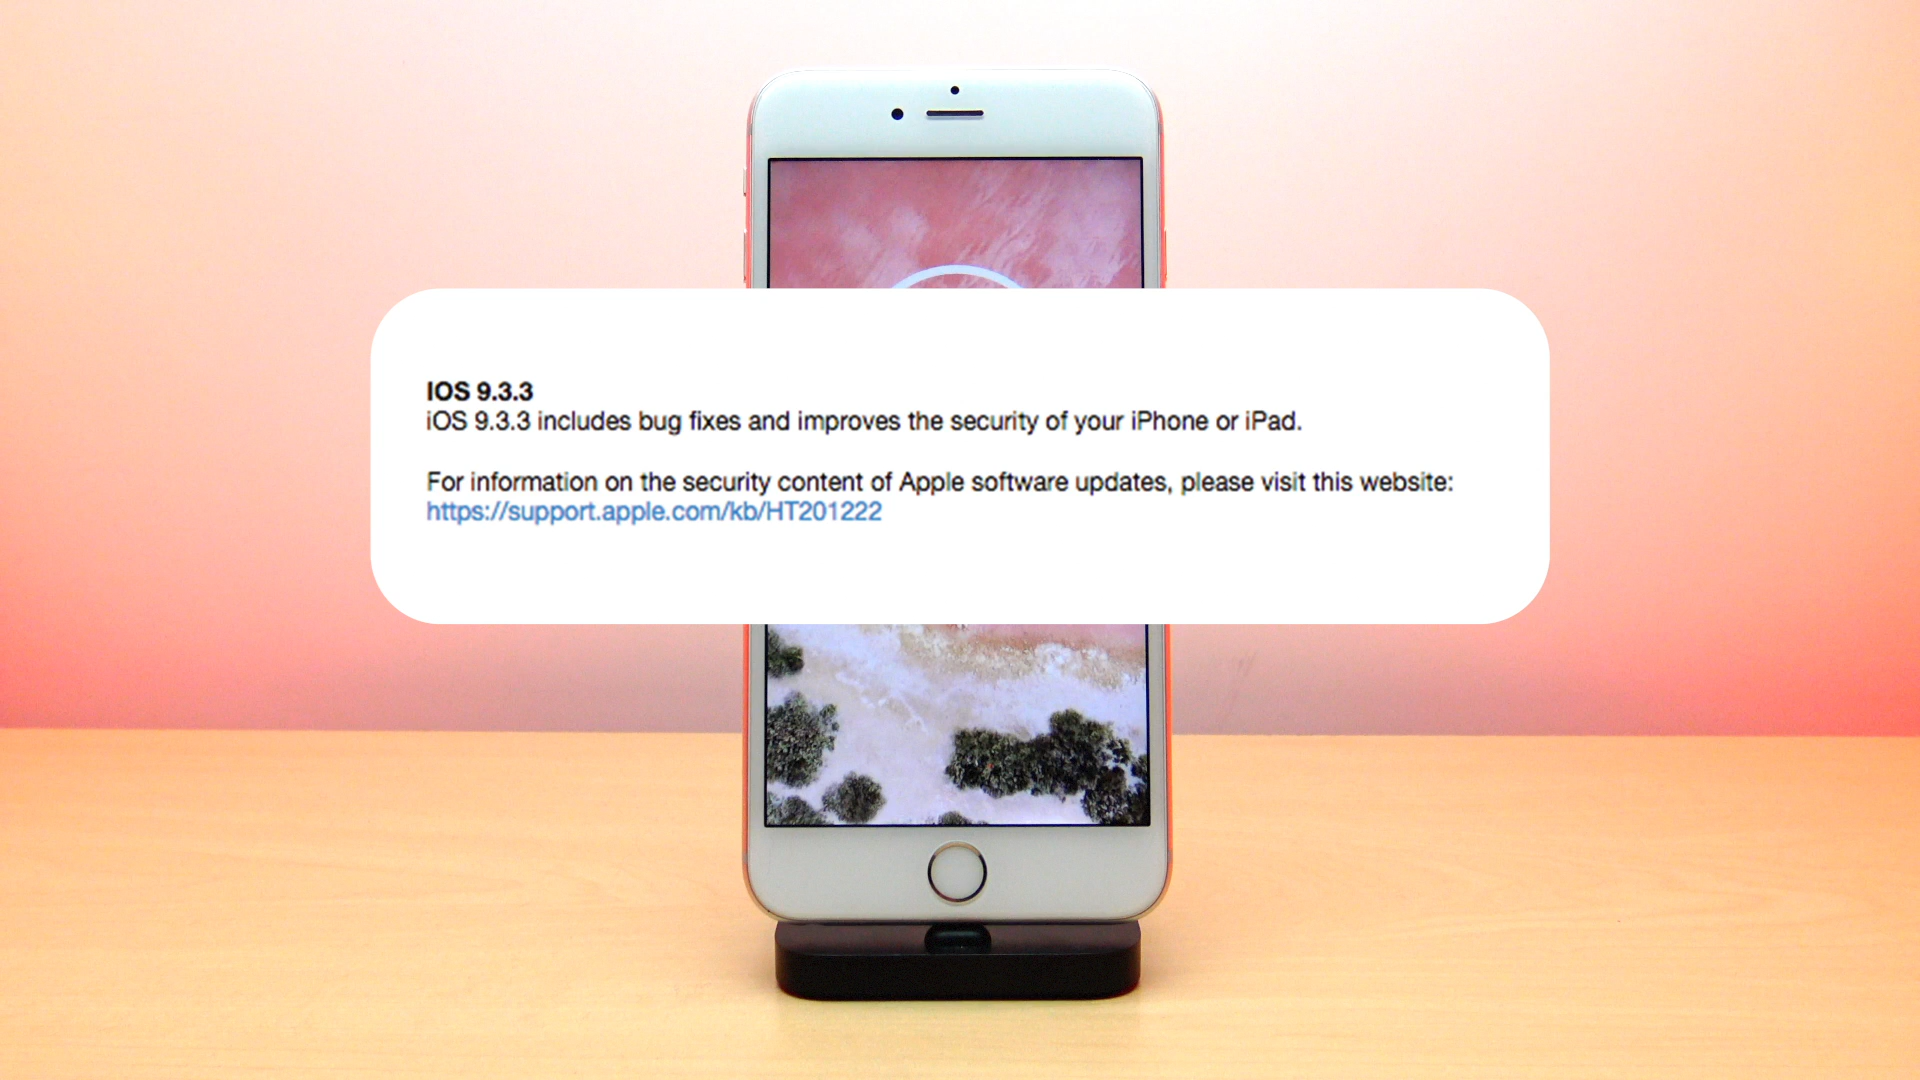 IOS 9.3.3
iOS 9.3.3 includes bug fixes and improves the security of your iPhone or iPad.
For information on the security content of Apple software updates, please visit this website:
https://support.apple.com/kb/HT201222